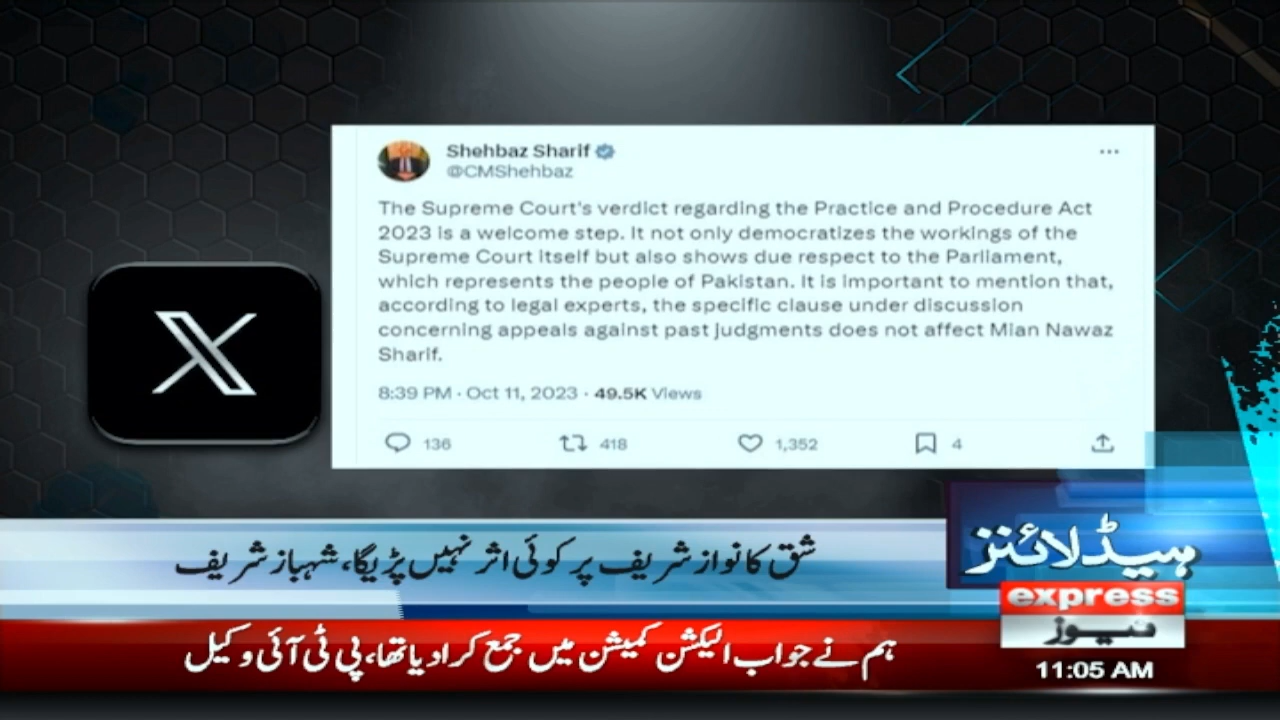 Shehbaz Sharif
@CMShehbaz
The Supreme Court's verdict regarding the Practice and Procedure Act
2023 is a welcome step. It not only democratizes the workings of the
Supreme Court itself but also shows due respect to the Parliament,
which represents the people of Pakistan. It is important to mention that,
according to legal experts, the specific clause under discussion
concerning appeals against past judgments does not affect Mian Nawaz
Sharif.
8:39 PM · Oct 11, 2023 · 49.5K Views
136 418 1,352 4
شق کا نواز شریف پر کوئی اثر نہیں پڑیگا، شہباز شریف
ہیڈلائنز
express
نیوز
ہم نے جواب الیکشن کمیشن میں جمع کرا دیا تھا، پی ٹی آئی وکیل
11:05 AM